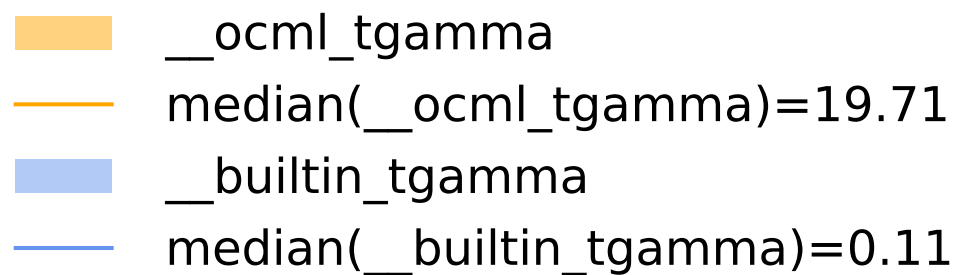 __ocml_tgamma
median(__ocml_tgamma)=19.71
__builtin_tgamma
median(__builtin_tgamma)=0.11